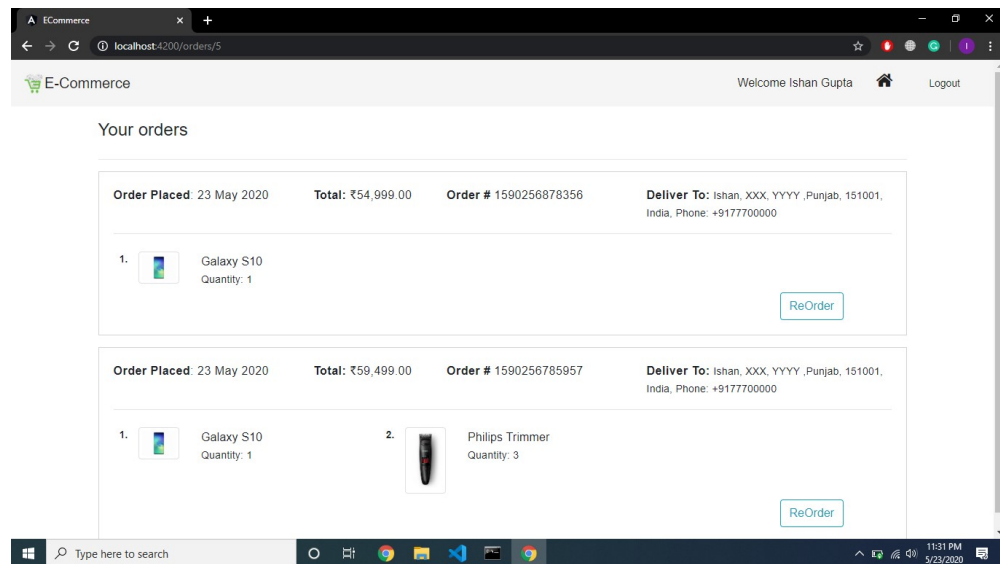 ECommerce
localhost:4200/orders/5
I
E-Commerce
Welcome Ishan Gupta
Logout
Your orders
Order Placed: 23 May 2020 Total: ₹54,999.00 Order # 1590256878356 Deliver To: Ishan, XXX, YYYY ,Punjab, 151001,
India, Phone: +9177700000
1. Galaxy S10
Quantity: 1
ReOrder
Order Placed: 23 May 2020 Total: ₹59,499.00 Order # 1590256785957 Deliver To: Ishan, XXX, YYYY ,Punjab, 151001,
India, Phone: +9177700000
1. Galaxy S10 2. Philips Trimmer
Quantity: 1 Quantity: 3
ReOrder
Type here to search
11:31 PM
5/23/2020